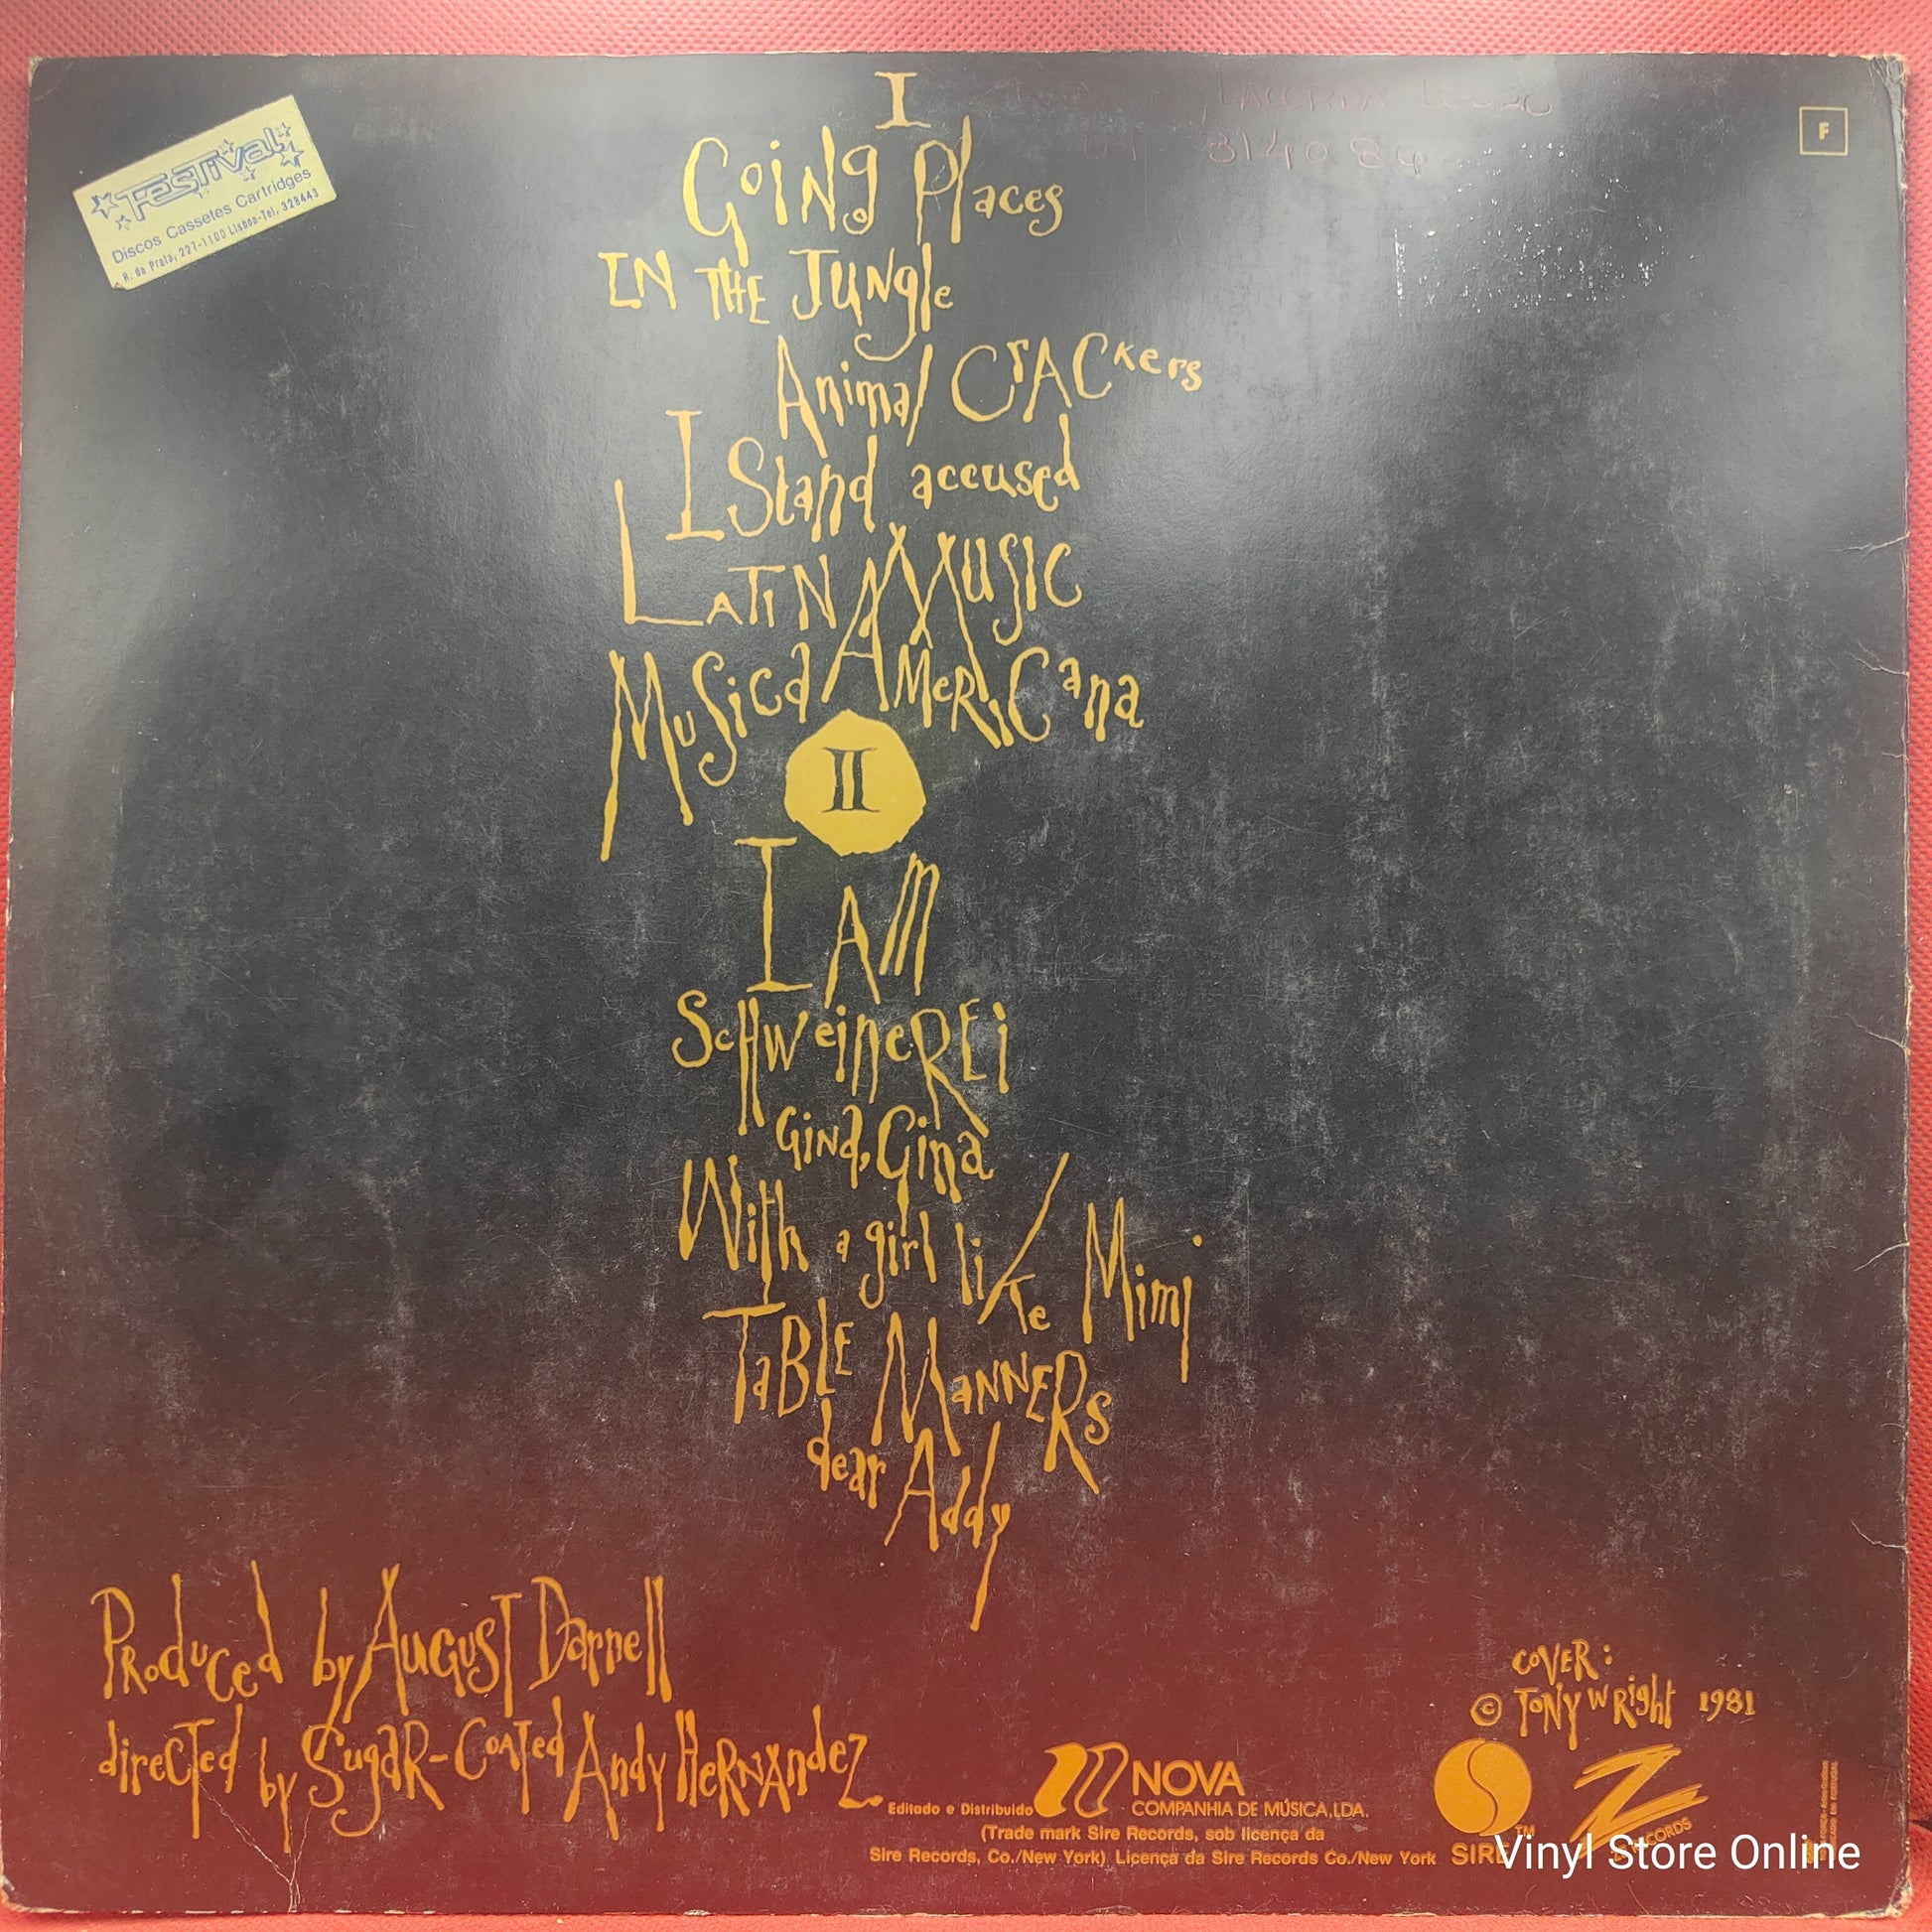 I
Going Places
IN THE JUNGLE
Animal CrACkers
I Stand accused
LATIN MUSIC
MUSica AMERICana
II
I AM
ScHWeineREi
Gina, Gina
With a girl like Mimi
TaBLE MaNNERs
dear Addy
Festival
Discos Cassetes Cartridges
R. da Prata, 227-1100 Lisboa-Tel. 328443
314084
F
Produced by August Darnell
directed by Sugar-Coated Andy Hernandez
COVER:
© TONY WRight 1981
NOVA
Editado e Distribuido COMPANHIA DE MÚSICA, LDA.
(Trade mark Sire Records, sob licença da
Sire Records, Co./New York) Licença da Sire Records Co./New York
SIRE TM
Z RECORDS
Vinyl Store Online